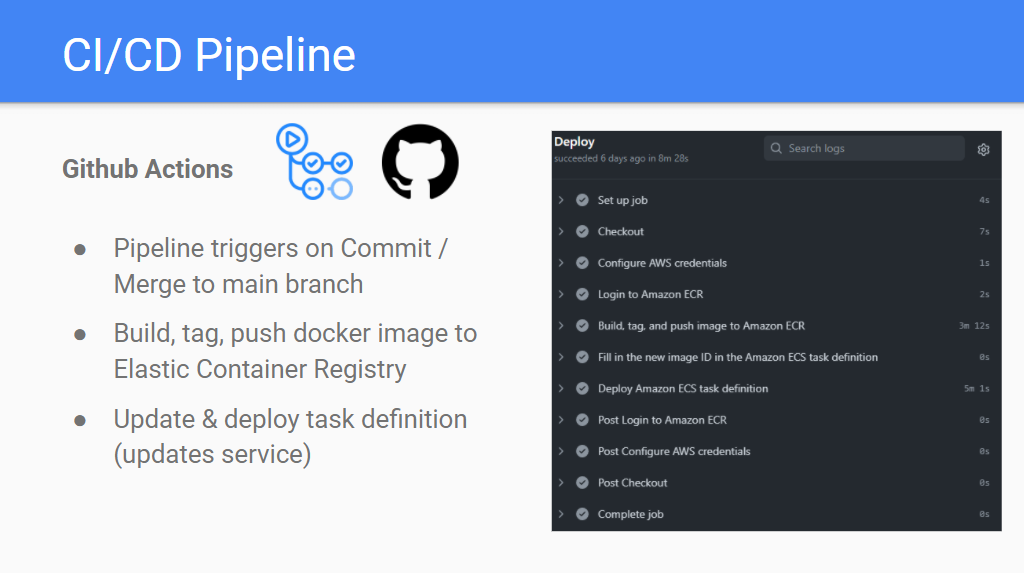 CI/CD Pipeline
Github Actions
● Pipeline triggers on Commit /
Merge to main branch
● Build, tag, push docker image to
Elastic Container Registry
● Update & deploy task definition
(updates service)
Deploy
succeeded 6 days ago in 8m 28s
Search logs
Set up job 4s
Checkout 7s
Configure AWS credentials 1s
Login to Amazon ECR 2s
Build, tag, and push image to Amazon ECR 3m 12s
Fill in the new image ID in the Amazon ECS task definition 0s
Deploy Amazon ECS task definition 5m 1s
Post Login to Amazon ECR 0s
Post Configure AWS credentials 0s
Post Checkout 0s
Complete job 0s